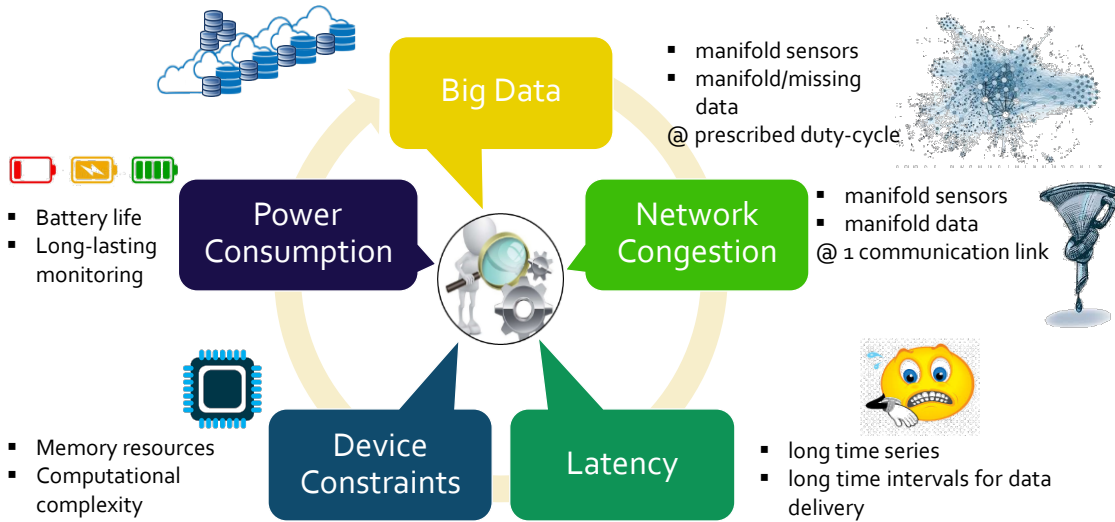 Big Data
▪ manifold sensors
▪ manifold/missing
data
@ prescribed duty-cycle
Network
Congestion
▪ manifold sensors
▪ manifold data
@ 1 communication link
Latency
▪ long time series
▪ long time intervals for data
delivery
Device
Constraints
▪ Memory resources
▪ Computational
complexity
Power
Consumption
▪ Battery life
▪ Long-lasting
monitoring